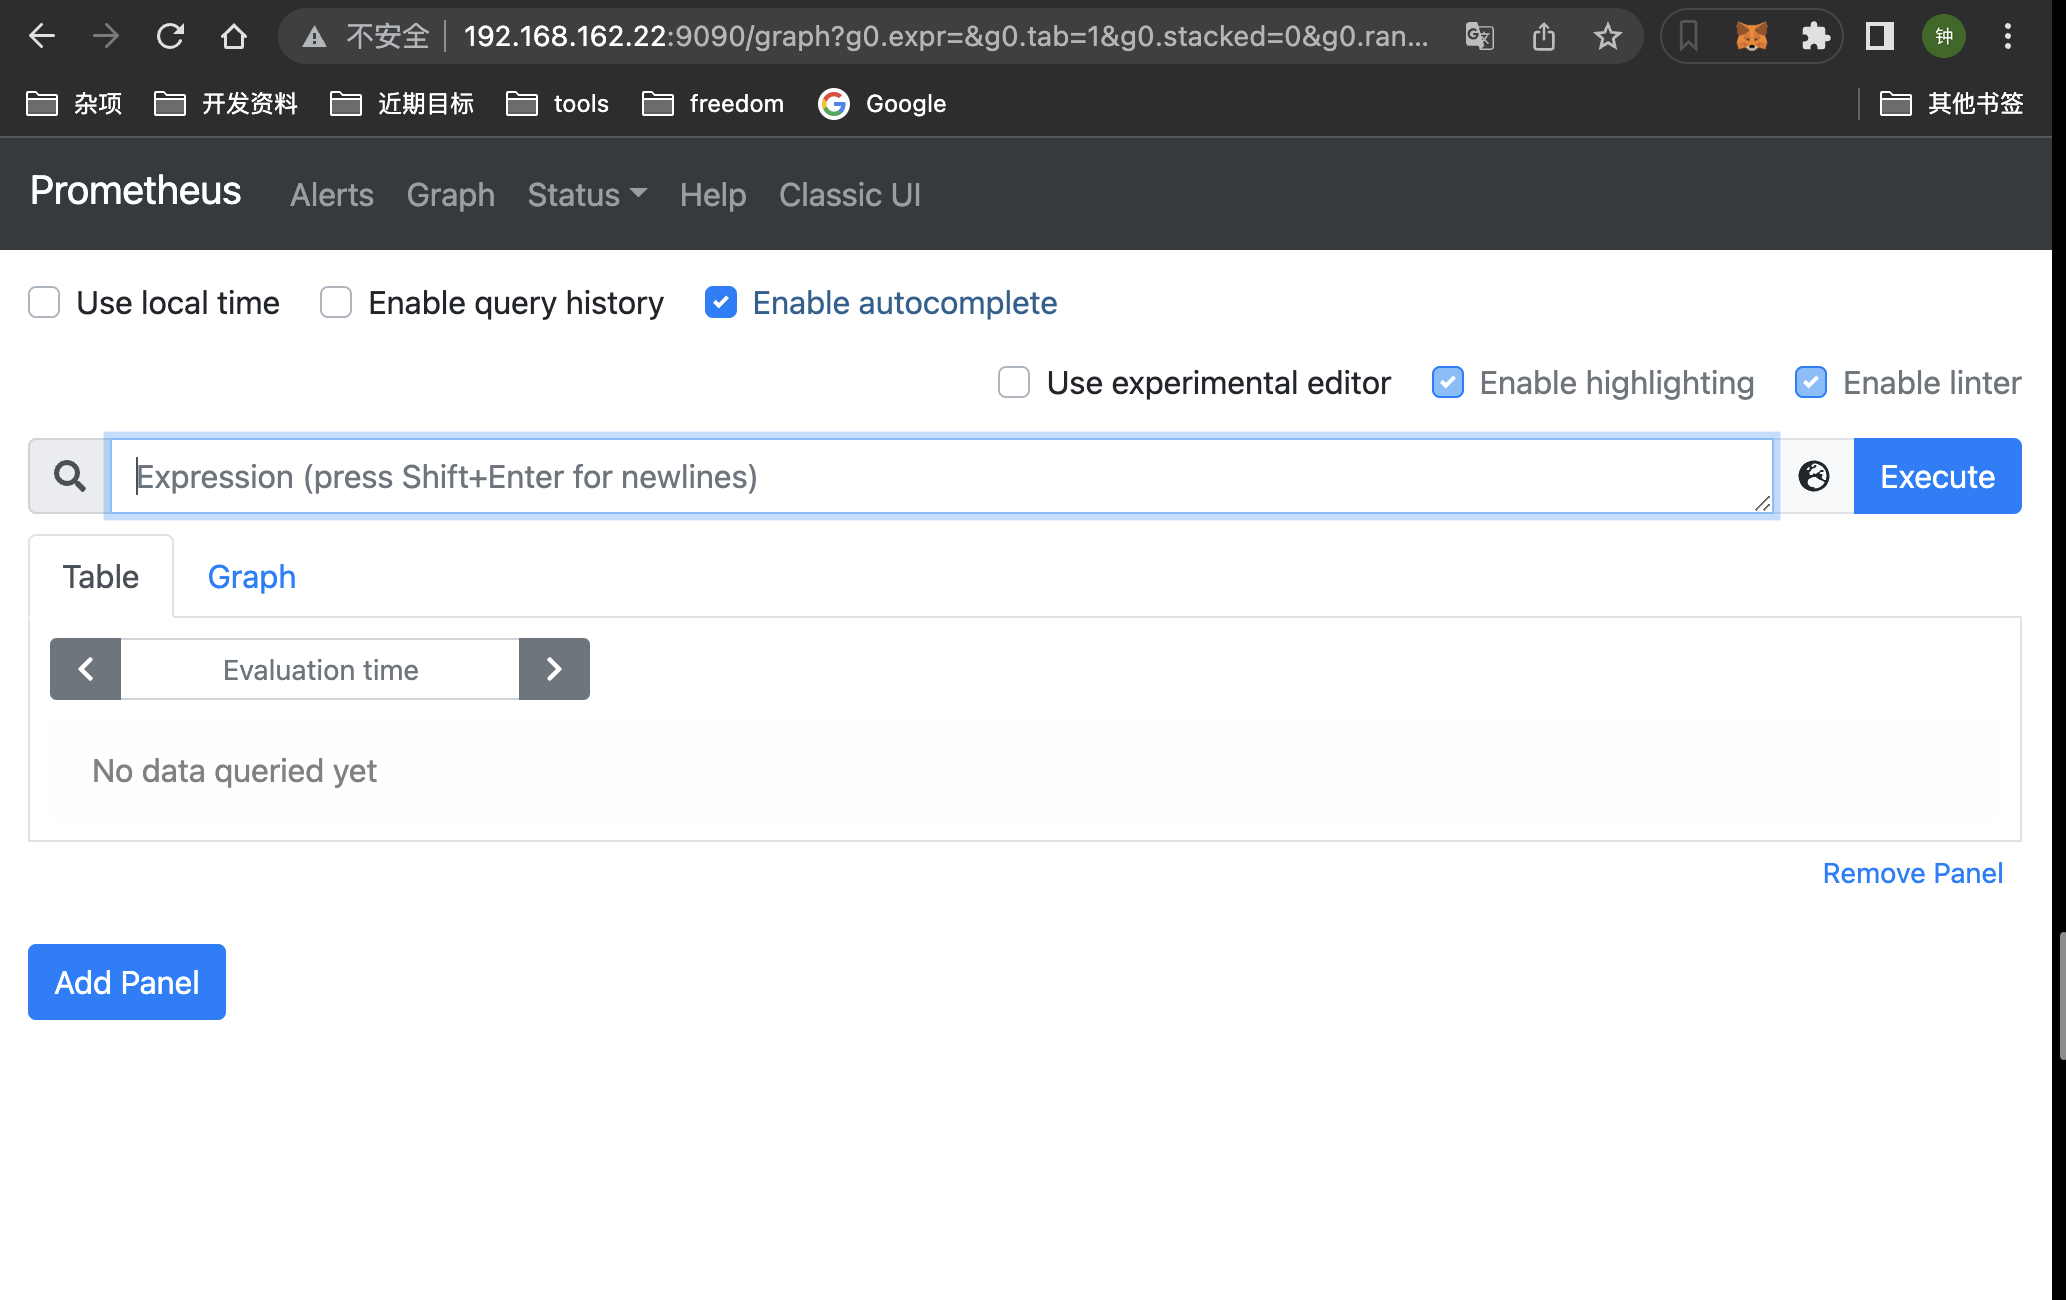 不安全 192.168.162.22:9090/graph?g0.expr=&g0.tab=1&g0.stacked=0&g0.ran... 钟
杂项 开发资料 近期目标 tools freedom Google 其他书签
Prometheus Alerts Graph Status Help Classic UI
Use local time Enable query history Enable autocomplete
Use experimental editor Enable highlighting Enable linter
Expression (press Shift+Enter for newlines) Execute
Table Graph
Evaluation time
No data queried yet
Remove Panel
Add Panel